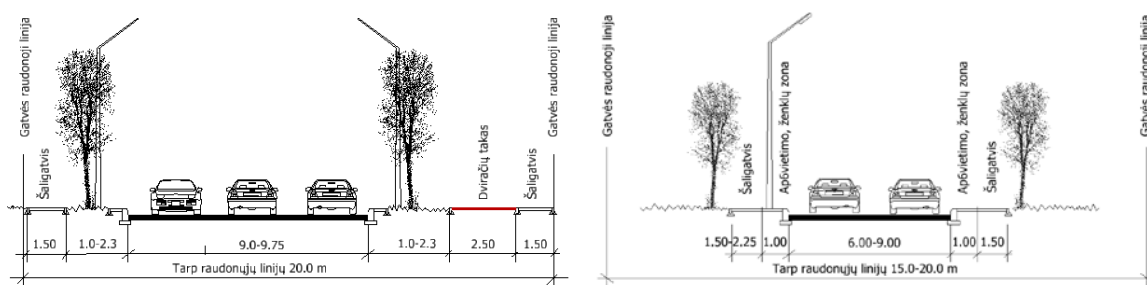 Gatvės raudonoji linija
Šaligatvis
Dviračių takas
Šaligatvis
Gatvės raudonoji linija
1.50
1.0-2.3
9.0-9.75
1.0-2.3
2.50
1.50
Tarp raudonųjų linijų 20.0 m
Gatvės raudonoji linija
Šaligatvis
Apšvietimo, ženklų zona
Apšvietimo, ženklų zona
Šaligatvis
Gatvės raudonoji linija
1.50-2.25
1.00
6.00-9.00
1.00
1.50
Tarp raudonųjų linijų 15.0-20.0 m